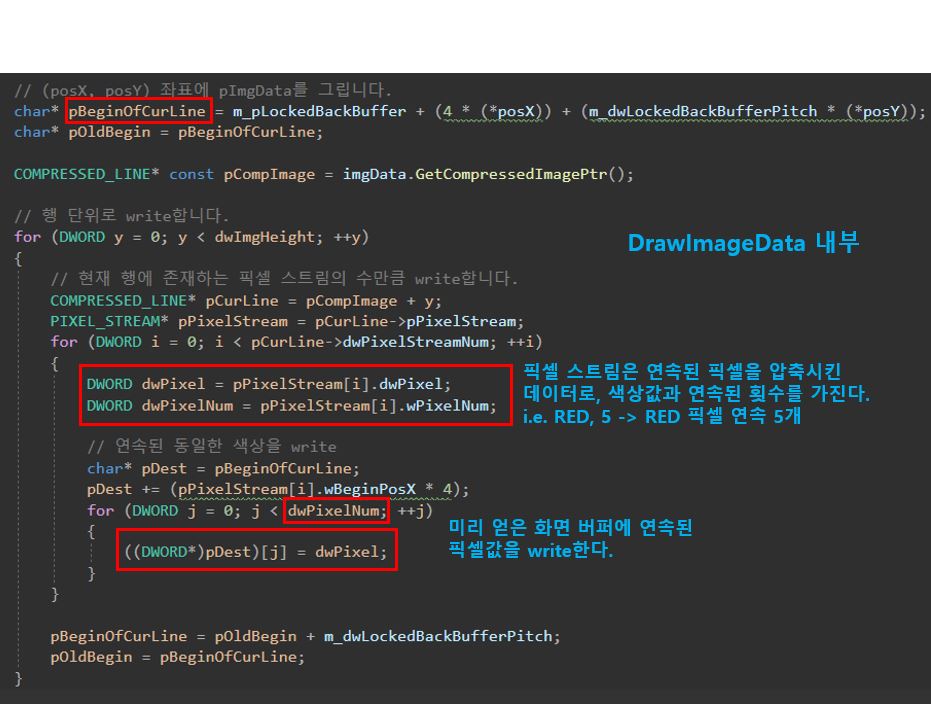 // (posX, posY) 좌표에 pImgData를 그립니다.
char* pBeginOfCurLine = m_pLockedBackBuffer + (4 * (*posX)) + (m_dwLockedBackBufferPitch * (*posY));
char* pOldBegin = pBeginOfCurLine;
COMPRESSED_LINE* const pCompImage = imgData.GetCompressedImagePtr();
// 행 단위로 write합니다.
for (DWORD y = 0; y < dwImgHeight; ++y)
DrawImageData 내부
{
// 현재 행에 존재하는 픽셀 스트림의 수만큼 write합니다.
COMPRESSED_LINE* pCurLine = pCompImage + y;
PIXEL_STREAM* pPixelStream = pCurLine->pPixelStream;
for (DWORD i = 0; i < pCurLine->dwPixelStreamNum; ++i)
{
DWORD dwPixel = pPixelStream[i].dwPixel;
DWORD dwPixelNum = pPixelStream[i].wPixelNum;
픽셀 스트림은 연속된 픽셀을 압축시킨
데이터로, 색상값과 연속된 횟수를 가진다.
i.e. RED, 5 -> RED 픽셀 연속 5개
// 연속된 동일한 색상을 write
char* pDest = pBeginOfCurLine;
pDest += (pPixelStream[i].wBeginPosX * 4);
for (DWORD j = 0; j < dwPixelNum; ++j)
{
((DWORD*)pDest)[j] = dwPixel;
}
미리 얻은 화면 버퍼에 연속된
픽셀값을 write한다.
}
pBeginOfCurLine = pOldBegin + m_dwLockedBackBufferPitch;
pOldBegin = pBeginOfCurLine;
}